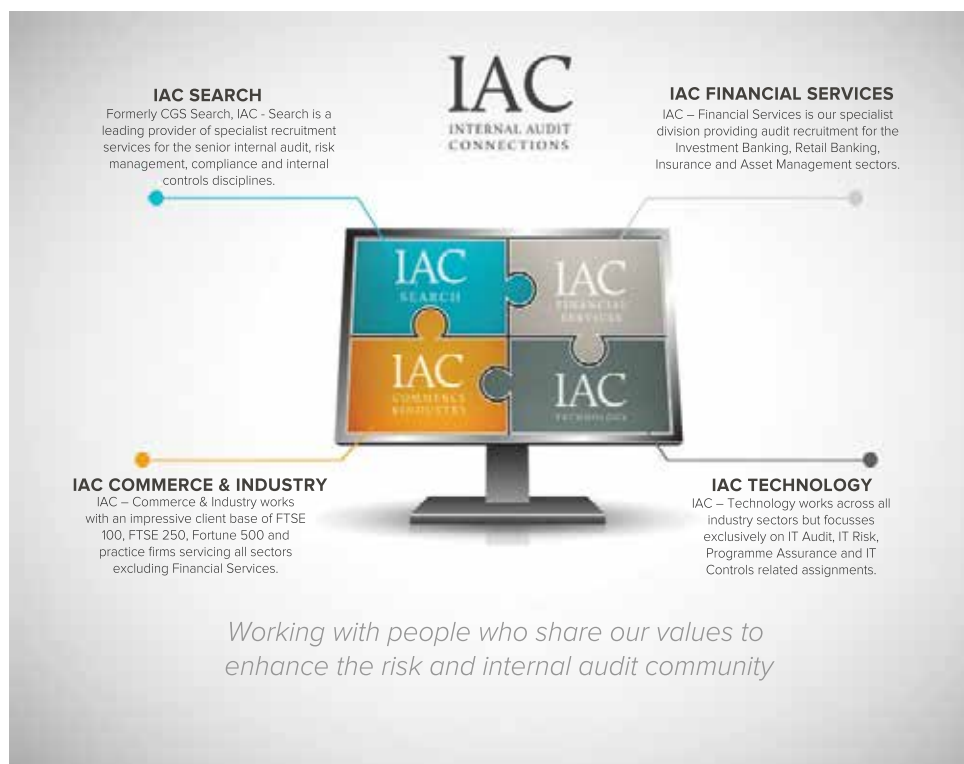 IAC
INTERNAL AUDIT
CONNECTIONS
IAC SEARCH
Formerly CGS Search, IAC - Search is a
leading provider of specialist recruitment
services for the senior internal audit, risk
management, compliance and internal
controls disciplines.
IAC FINANCIAL SERVICES
IAC – Financial Services is our specialist
division providing audit recruitment for the
Investment Banking, Retail Banking,
Insurance and Asset Management sectors.
IAC
SEARCH
IAC
FINANCIAL
SERVICES
IAC
COMMERCE
&INDUSTRY
IAC
TECHNOLOGY
IAC COMMERCE & INDUSTRY
IAC – Commerce & Industry works
with an impressive client base of FTSE
100, FTSE 250, Fortune 500 and
practice firms servicing all sectors
excluding Financial Services.
IAC TECHNOLOGY
IAC – Technology works across all
industry sectors but focusses
exclusively on IT Audit, IT Risk,
Programme Assurance and IT
Controls related assignments.
Working with people who share our values to
enhance the risk and internal audit community